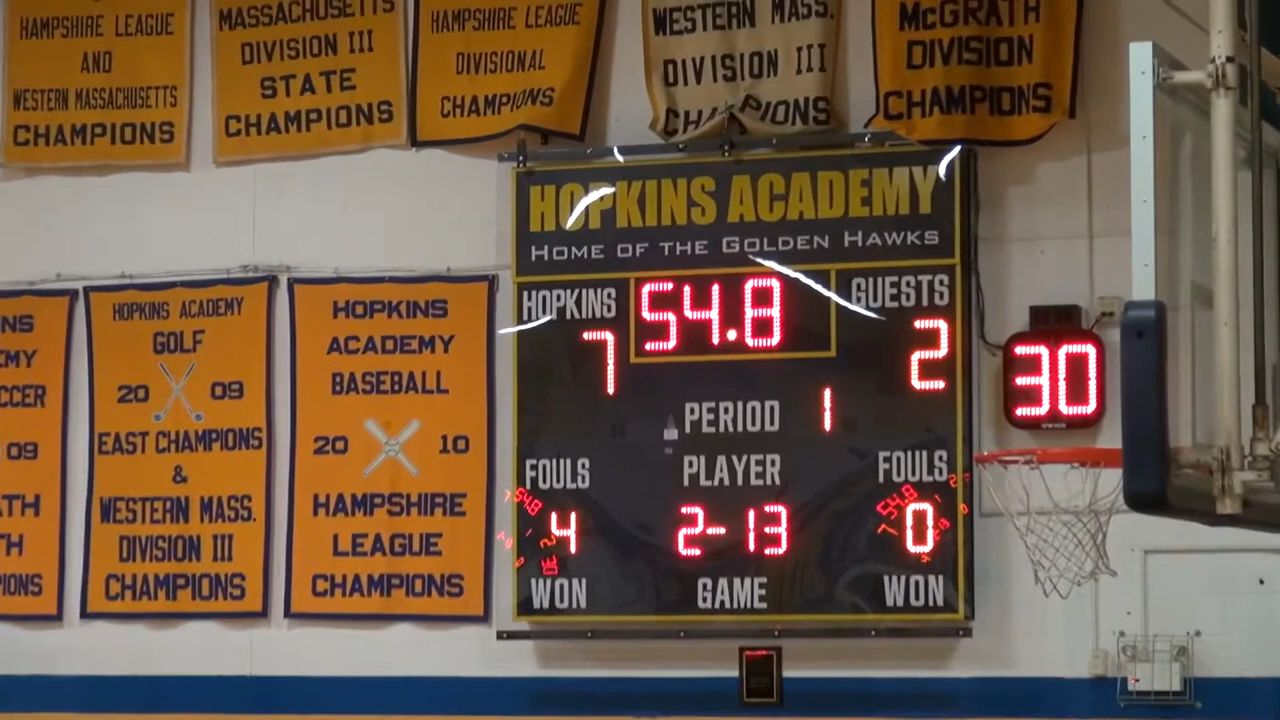 HAMPSHIRE LEAGUE
AND
WESTERN MASSACHUSETTS
CHAMPIONS
MASSACHUSETTS
DIVISION III
STATE
CHAMPIONS
HAMPSHIRE LEAGUE
DIVISIONAL
CHAMPIONS
WESTERN MASS.
DIVISION III
CHAMPIONS
McGRATH
DIVISION
CHAMPIONS
HOPKINS ACADEMY
HOME OF THE GOLDEN HAWKS
HOPKINS 54.8 GUESTS
7 2
PERIOD 1
FOULS PLAYER FOULS
4 2-13 0
WON GAME WON
30
09
HOPKINS ACADEMY
GOLF
20 09
EAST CHAMPIONS
&
WESTERN MASS.
DIVISION III
CHAMPIONS
HOPKINS
ACADEMY
BASEBALL
20 10
HAMPSHIRE
LEAGUE
CHAMPIONS